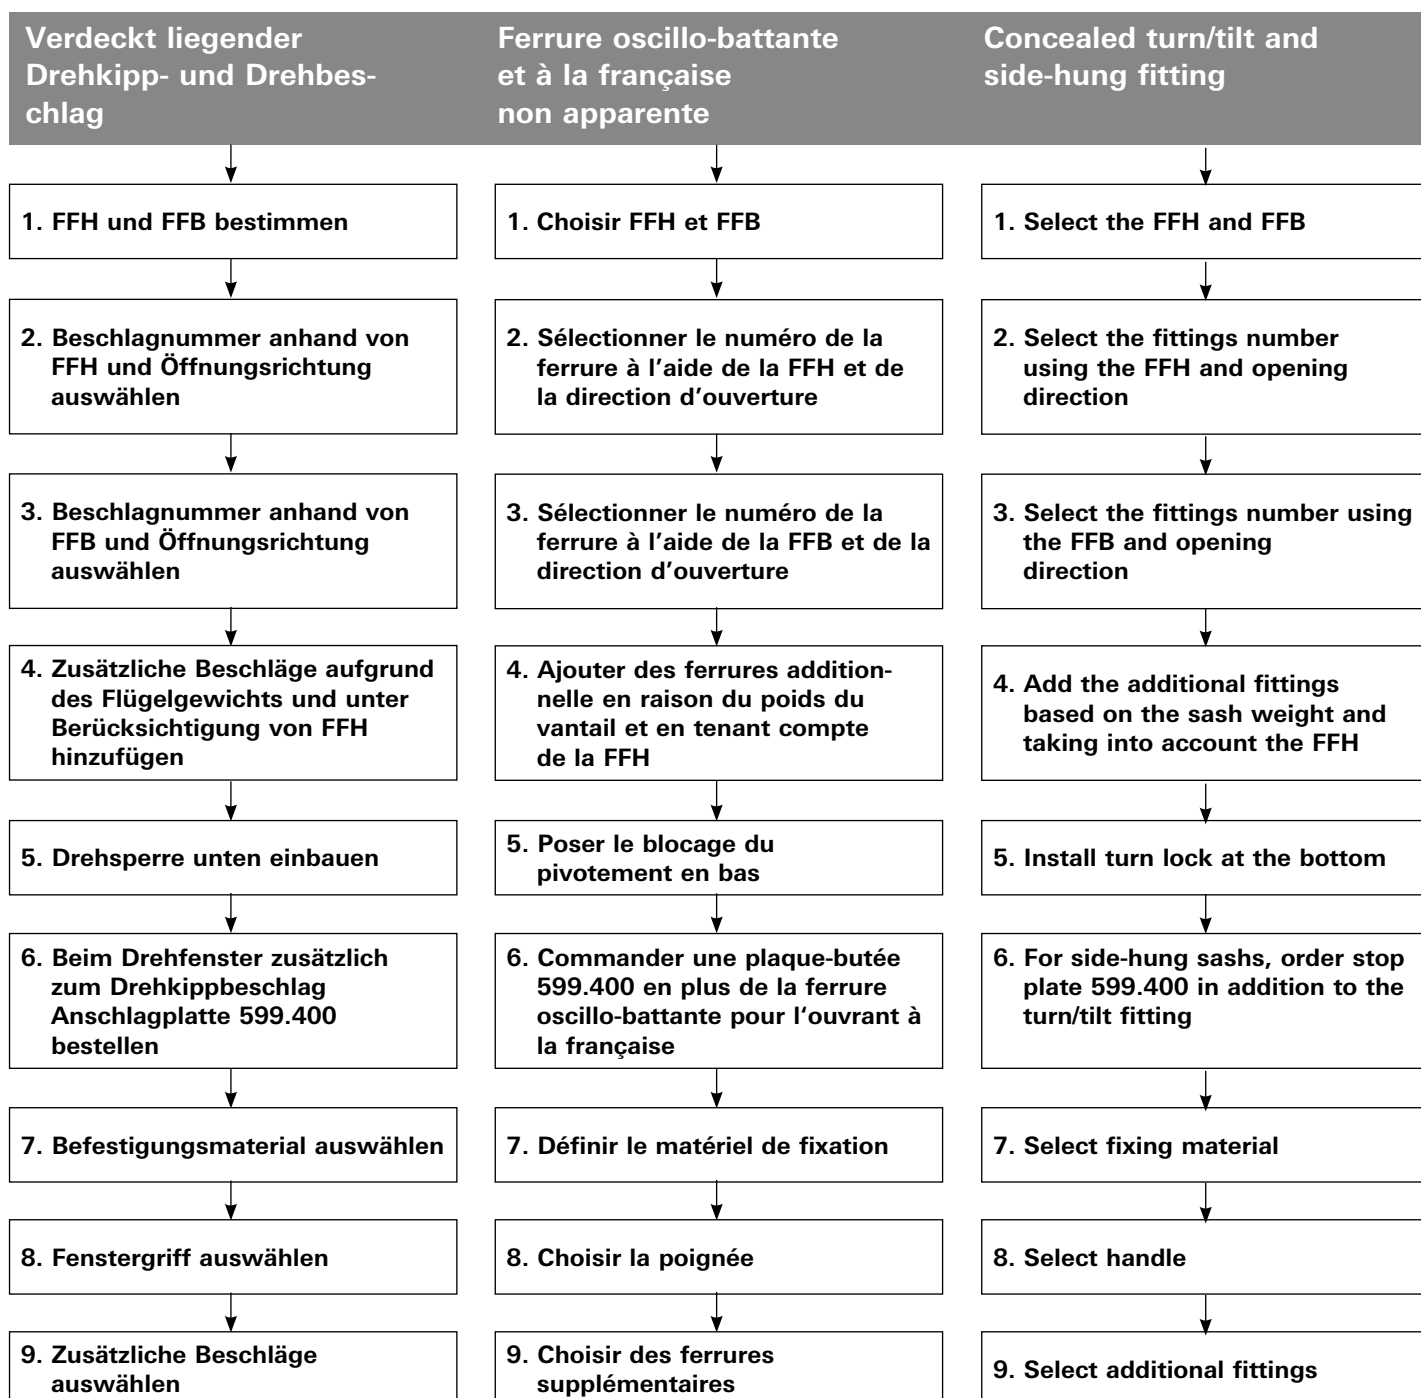 Verdeckt liegender
Drehkipp- und Drehbes-
chlag
1. FFH und FFB bestimmen
2. Beschlagnummer anhand von
FFH und Öffnungsrichtung
auswählen
3. Beschlagnummer anhand von
FFB und Öffnungsrichtung
auswählen
4. Zusätzliche Beschläge aufgrund
des Flügelgewichts und unter
Berücksichtigung von FFH
hinzufügen
5. Drehsperre unten einbauen
6. Beim Drehfenster zusätzlich
zum Drehkippbeschlag
Anschlagplatte 599.400
bestellen
7. Befestigungsmaterial auswählen
8. Fenstergriff auswählen
9. Zusätzliche Beschläge
auswählen
Ferrure oscillo-battante
et à la française
non apparente
1. Choisir FFH et FFB
2. Sélectionner le numéro de la
ferrure à l’aide de la FFH et de
la direction d’ouverture
3. Sélectionner le numéro de la
ferrure à l’aide de la FFB et de la
direction d’ouverture
4. Ajouter des ferrures addition-
nelle en raison du poids du
vantail et en tenant compte
de la FFH
5. Poser le blocage du
pivotement en bas
6. Commander une plaque-butée
599.400 en plus de la ferrure
oscillo-battante pour l‘ouvrant à
la française
7. Définir le matériel de fixation
8. Choisir la poignée
9. Choisir des ferrures
supplémentaires
Concealed turn/tilt and
side-hung fitting
1. Select the FFH and FFB
2. Select the fittings number
using the FFH and opening
direction
3. Select the fittings number using
the FFB and opening
direction
4. Add the additional fittings
based on the sash weight and
taking into account the FFH
5. Install turn lock at the bottom
6. For side-hung sashs, order stop
plate 599.400 in addition to the
turn/tilt fitting
7. Select fixing material
8. Select handle
9. Select additional fittings